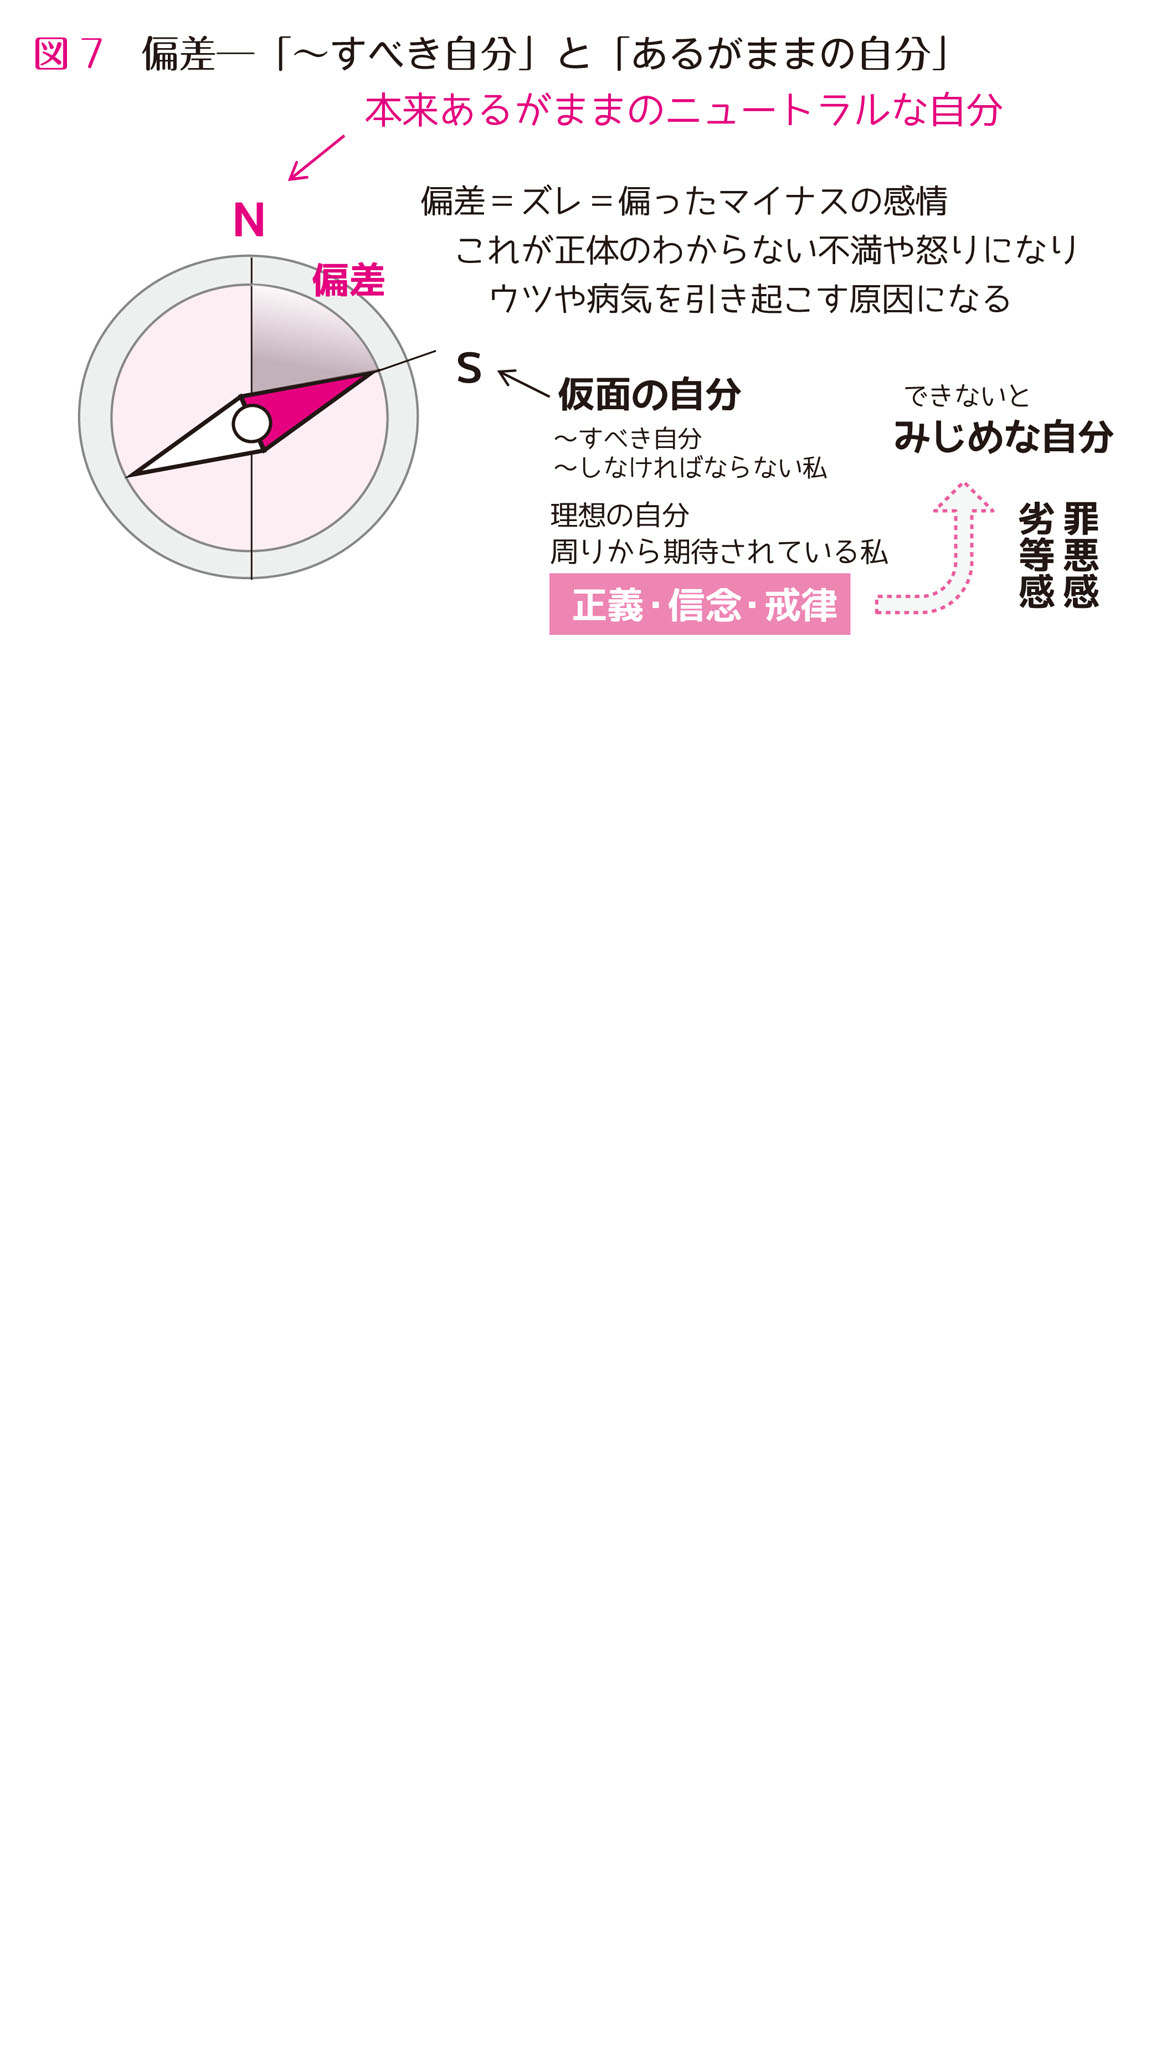 図7 偏差―「～すべき自分」と「あるがままの自分」
本来あるがままのニュートラルな自分
N
偏差
偏差＝ズレ＝偏ったマイナスの感情
これが正体のわからない不満や怒りになり
ウツや病気を引き起こす原因になる
S
仮面の自分
～すべき自分
～しなければならない私
理想の自分
周りから期待されている私
正義・信念・戒律
できないと
みじめな自分
罪悪感
劣等感